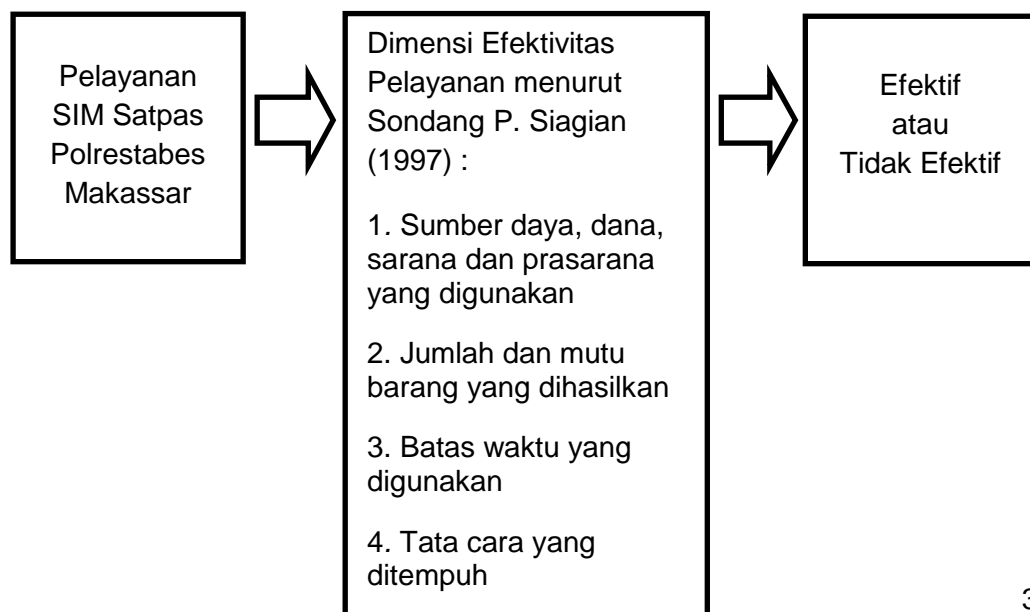 Pelayanan
SIM Satpas
Polrestabes
Makassar
Dimensi Efektivitas
Pelayanan menurut
Sondang P. Siagian
(1997) :
1. Sumber daya, dana,
sarana dan prasarana
yang digunakan
2. Jumlah dan mutu
barang yang dihasilkan
3. Batas waktu yang
digunakan
4. Tata cara yang
ditempuh
Efektif
atau
Tidak Efektif